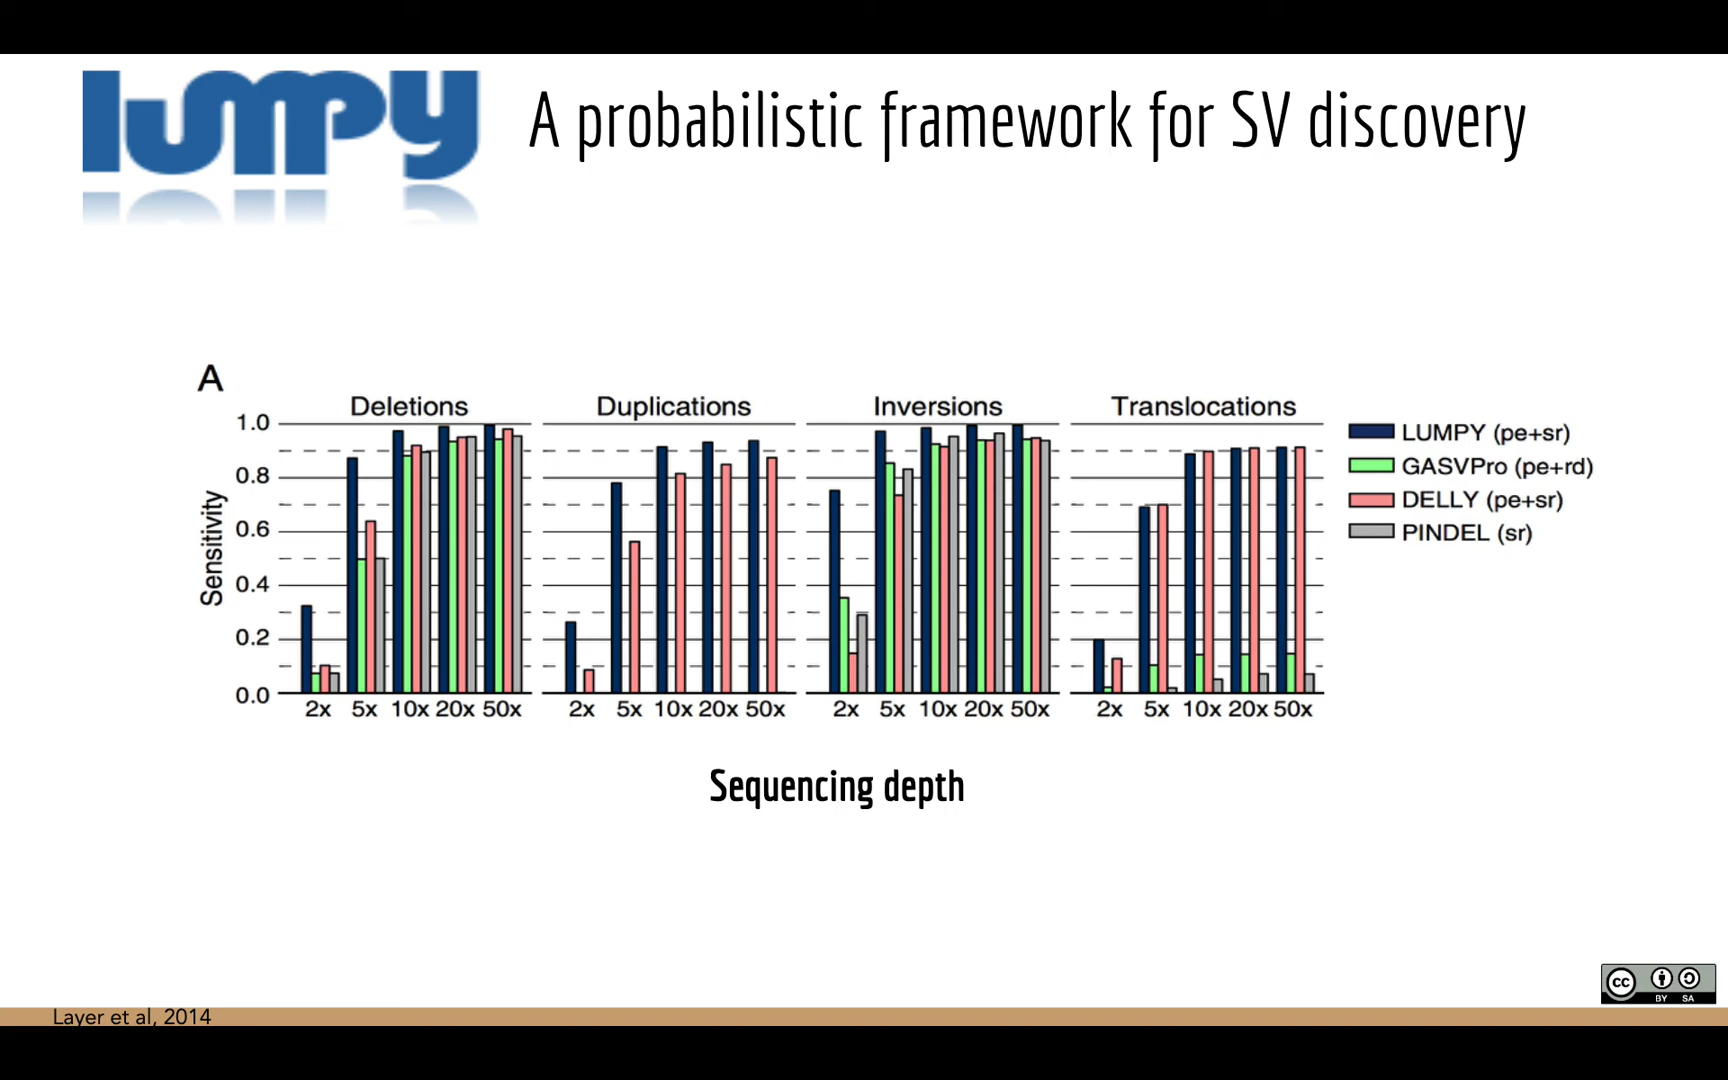 lumpy
A probabilistic framework for SV discovery
A
Deletions Duplications Inversions Translocations
1.0
0.8
0.6
0.4
0.2
0.0
Sensitivity
2x 5x 10x 20x 50x 2x 5x 10x 20x 50x 2x 5x 10x 20x 50x 2x 5x 10x 20x 50x
LUMPY (pe+sr)
GASVPro (pe+rd)
DELLY (pe+sr)
PINDEL (sr)
Sequencing depth
cc BY SA
Layer et al, 2014